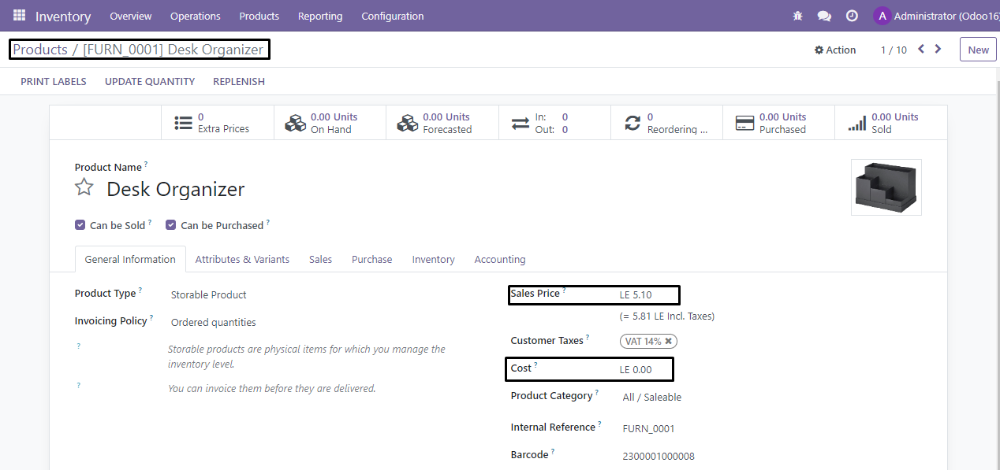 Inventory Overview Operations Products Reporting Configuration A Administrator (Odoo16)
Products / [FURN_0001] Desk Organizer Action 1 / 10 New
PRINT LABELS UPDATE QUANTITY REPLENISH
0
Extra Prices
0.00 Units
On Hand
0.00 Units
Forecasted
In: 0
Out: 0
0
Reordering ...
0.00 Units
Purchased
0.00 Units
Sold
Product Name ?
Desk Organizer
Can be Sold ? Can be Purchased ?
General Information Attributes & Variants Sales Purchase Inventory Accounting
Product Type ? Storable Product
Invoicing Policy ? Ordered quantities
? Storable products are physical items for which you manage the
inventory level.
? You can invoice them before they are delivered.
Sales Price ? LE 5.10
(= 5.81 LE Incl. Taxes)
Customer Taxes ? VAT 14% ✖
Cost ? LE 0.00
Product Category ? All / Saleable
Internal Reference ? FURN_0001
Barcode ? 2300001000008